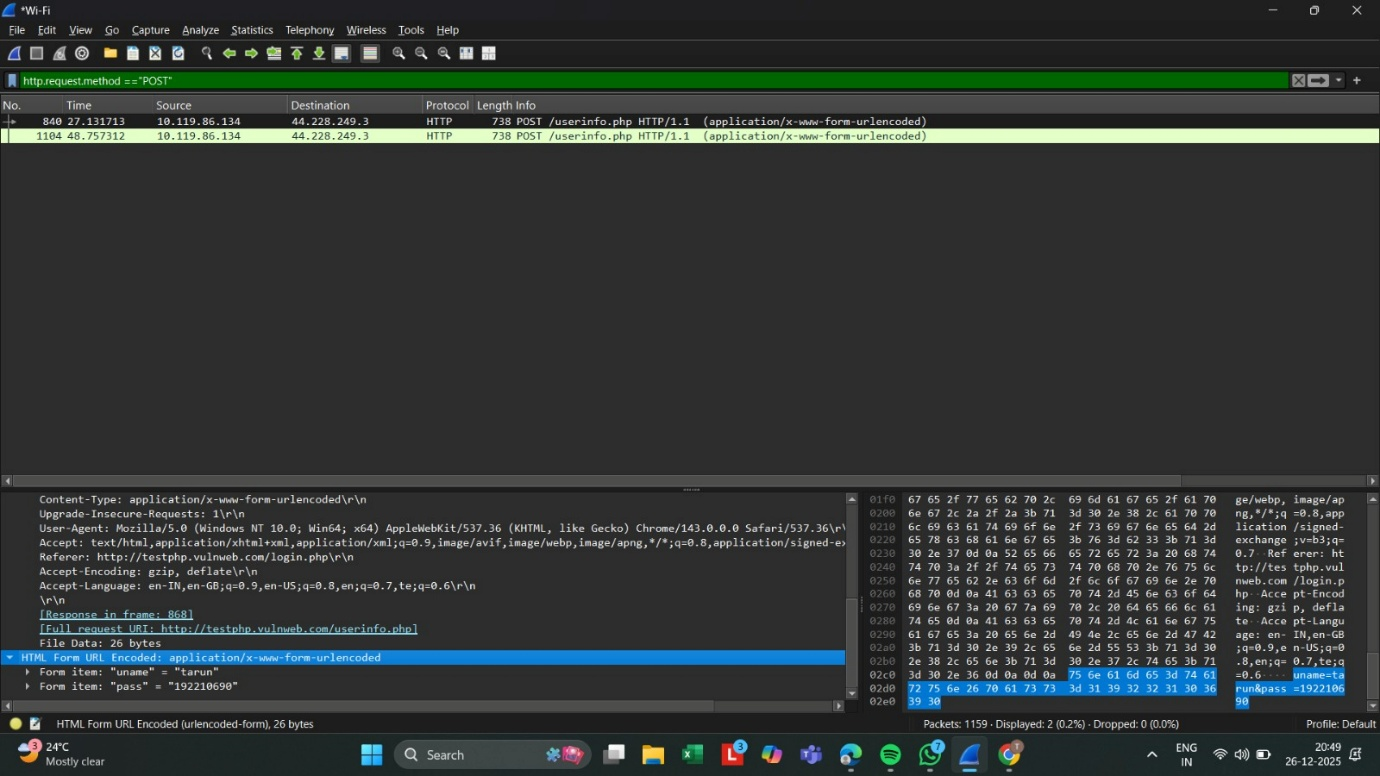 *Wi-Fi
File Edit View Go Capture Analyze Statistics Telephony Wireless Tools Help
http.request.method =="POST"
No. Time Source Destination Protocol Length Info
840 27.131713 10.119.86.134 44.228.249.3 HTTP 738 POST /userinfo.php HTTP/1.1 (application/x-www-form-urlencoded)
1104 48.757312 10.119.86.134 44.228.249.3 HTTP 738 POST /userinfo.php HTTP/1.1 (application/x-www-form-urlencoded)
Content-Type: application/x-www-form-urlencoded\r\n
Upgrade-Insecure-Requests: 1\r\n
User-Agent: Mozilla/5.0 (Windows NT 10.0; Win64; x64) AppleWebKit/537.36 (KHTML, like Gecko) Chrome/143.0.0.0 Safari/537.36\r\
Accept: text/html,application/xhtml+xml,application/xml;q=0.9,image/avif,image/webp,image/apng,*/*;q=0.8,application/signed-ex
Referer: http://testphp.vulnweb.com/login.php\r\n
Accept-Encoding: gzip, deflate\r\n
Accept-Language: en-IN,en-GB;q=0.9,en-US;q=0.8,en;q=0.7,te;q=0.6\r\n
\r\n
[Response in frame: 868]
[Full request URI: http://testphp.vulnweb.com/userinfo.php]
File Data: 26 bytes
HTML Form URL Encoded: application/x-www-form-urlencoded
Form item: "uname" = "tarun"
Form item: "pass" = "192210690"
01f0 67 65 2f 77 65 62 70 2c 69 6d 61 67 65 2f 61 70 ge/webp, image/ap
0200 6e 67 2c 2a 2f 2a 3b 71 3d 30 2e 38 2c 61 70 70 ng,*/*;q =0.8,app
0210 6c 69 63 61 74 69 6f 6e 2f 73 69 67 6e 65 64 2d lication /signed-
0220 65 78 63 68 61 6e 67 65 3b 76 3d 62 33 3b 71 3d exchange ;v=b3;q=
0230 30 2e 37 0d 0a 52 65 66 65 72 65 72 3a 20 68 74 0.7··Ref erer: ht
0240 74 70 3a 2f 2f 74 65 73 74 70 68 70 2e 76 75 6c tp://tes tphp.vul
0250 6e 77 65 62 2e 63 6f 6d 2f 6c 6f 67 69 6e 2e 70 nweb.com /login.p
0260 68 70 0d 0a 41 63 63 65 70 74 2d 45 6e 63 6f 64 hp··Acce pt-Encod
0270 69 6e 67 3a 20 67 7a 69 70 2c 20 64 65 66 6c 61 ing: gzi p, defla
0280 74 65 0d 0a 41 63 63 65 70 74 2d 4c 61 6e 67 75 te··Acce pt-Langu
0290 61 67 65 3a 20 65 6e 2d 49 4e 2c 65 6e 2d 47 42 age: en- IN,en-GB
02a0 3b 71 3d 30 2e 39 2c 65 6e 2d 55 53 3b 71 3d 30 ;q=0.9,e n-US;q=0
02b0 2e 38 2c 65 6e 3b 71 3d 30 2e 37 2c 74 65 3b 71 .8,en;q= 0.7,te;q
02c0 3d 30 2e 36 0d 0a 0d 0a 75 6e 61 6d 65 3d 74 61 =0.6···· uname=ta
02d0 72 75 6e 26 70 61 73 73 3d 31 39 32 32 31 30 36 run&pass =1922106
02e0 39 30 90
HTML Form URL Encoded (urlencoded-form), 26 bytes Packets: 1159 · Displayed: 2 (0.2%) · Dropped: 0 (0.0%) Profile: Default
3 24°C
Mostly clear
Search
L 3
7
T
ENG
IN
20:49
26-12-2025